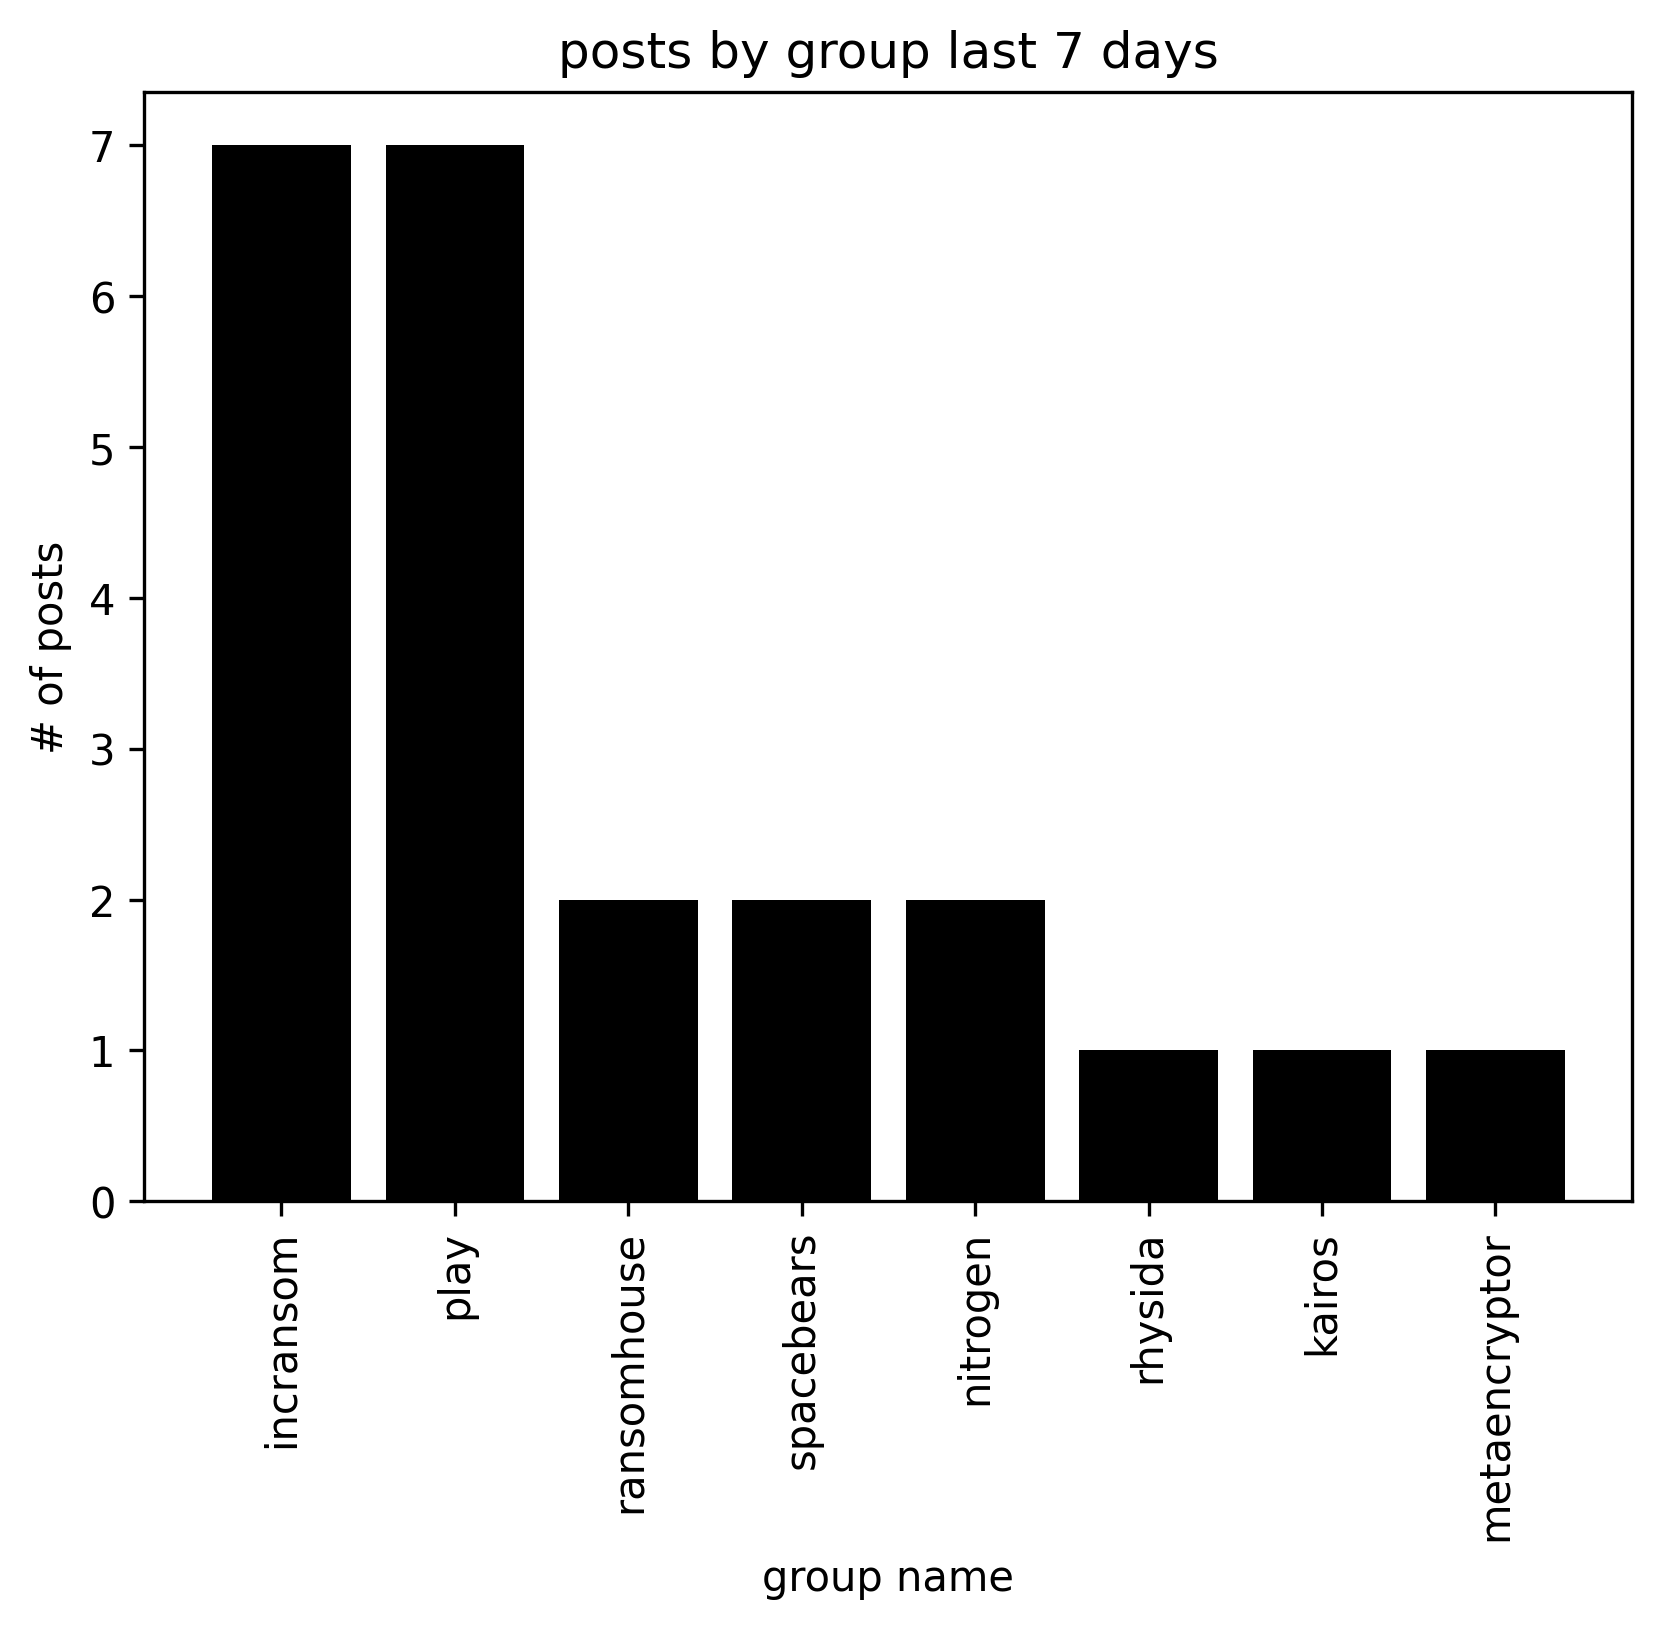 posts by group last 7 days
# of posts
7
6
5
4
3
2
1
0
incransom
play
ransomhouse
spacebears
nitrogen
rhysida
kairos
metaencryptor
group name